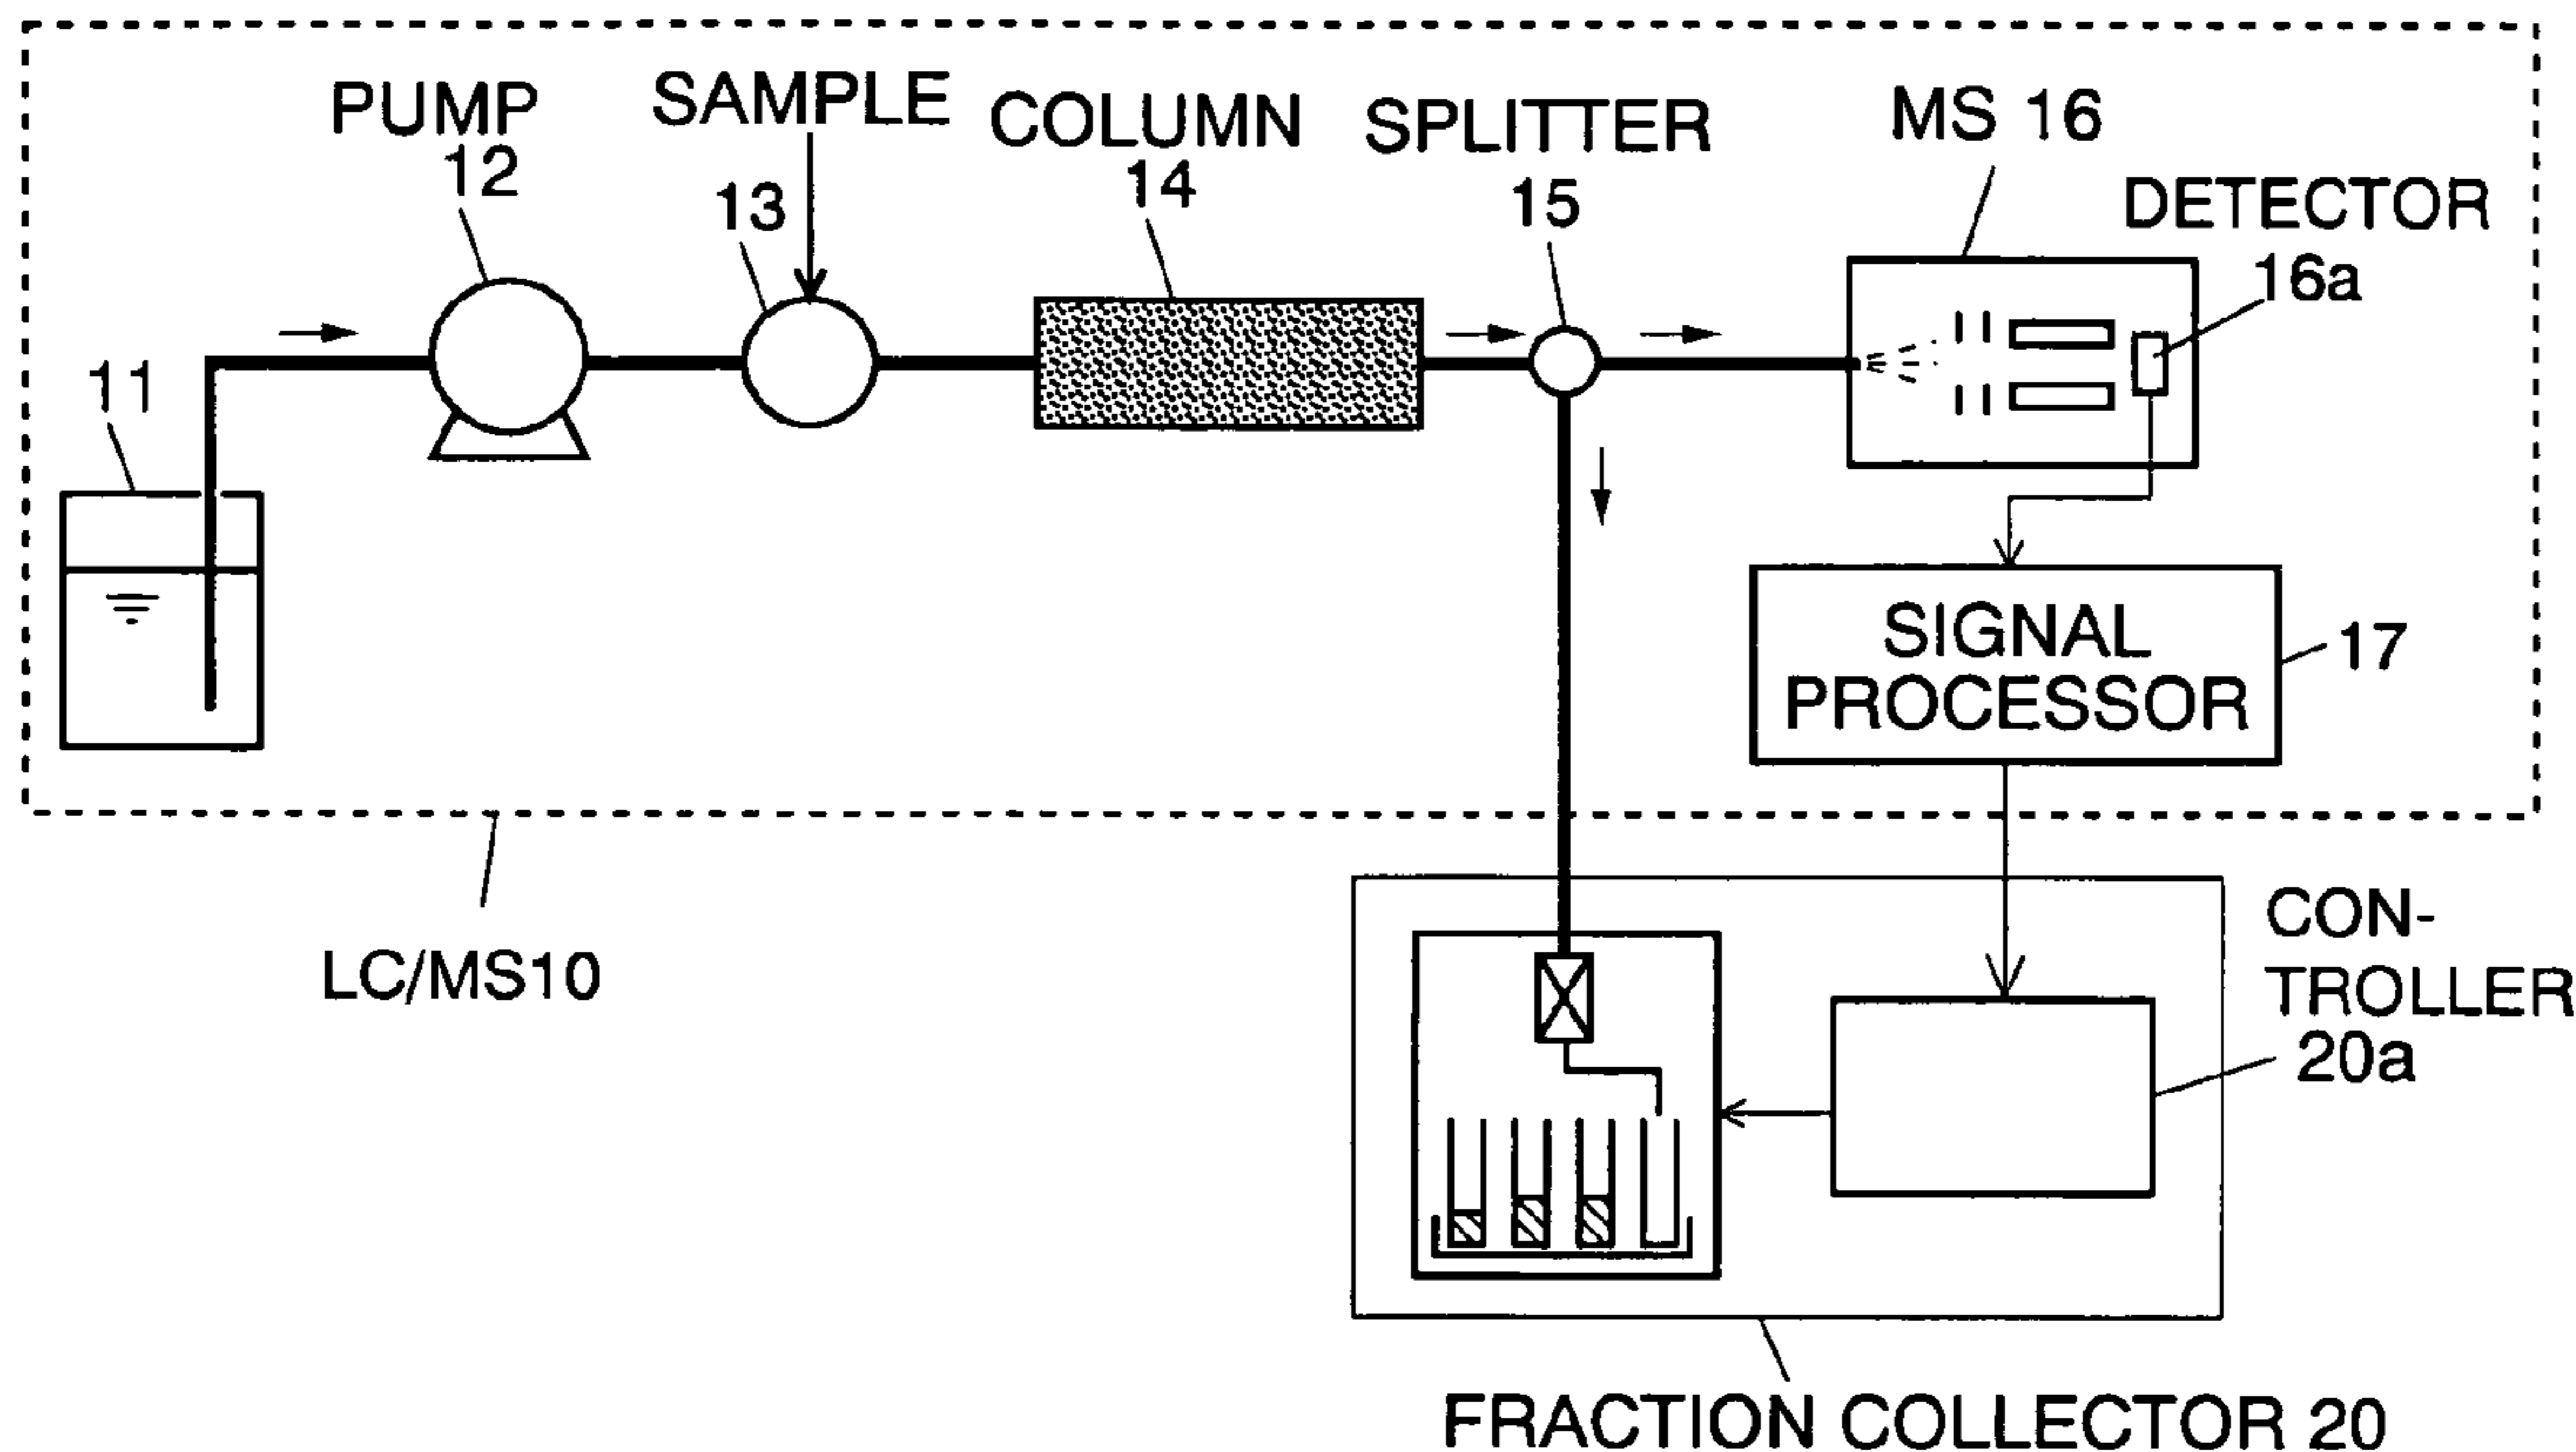 PUMP
12
SAMPLE
13
COLUMN
14
SPLITTER
15
MS 16
DETECTOR
16a
11
SIGNAL
PROCESSOR
17
LC/MS10
CON-
TROLLER
20a
FRACTION COLLECTOR 20